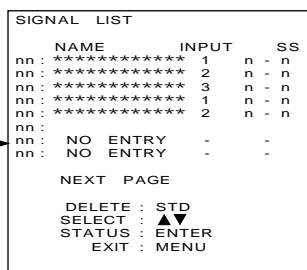 SIGNAL LIST
NAME INPUT SS
nn : ************ 1 n - n
nn : ************ 2 n - n
nn : ************ 3 n - n
nn : ************ 1 n - n
nn : ************ 2 n - n
nn :
nn : NO ENTRY - -
nn : NO ENTRY - -
NEXT PAGE
DELETE : STD
SELECT : ▲▼
STATUS : ENTER
EXIT : MENU